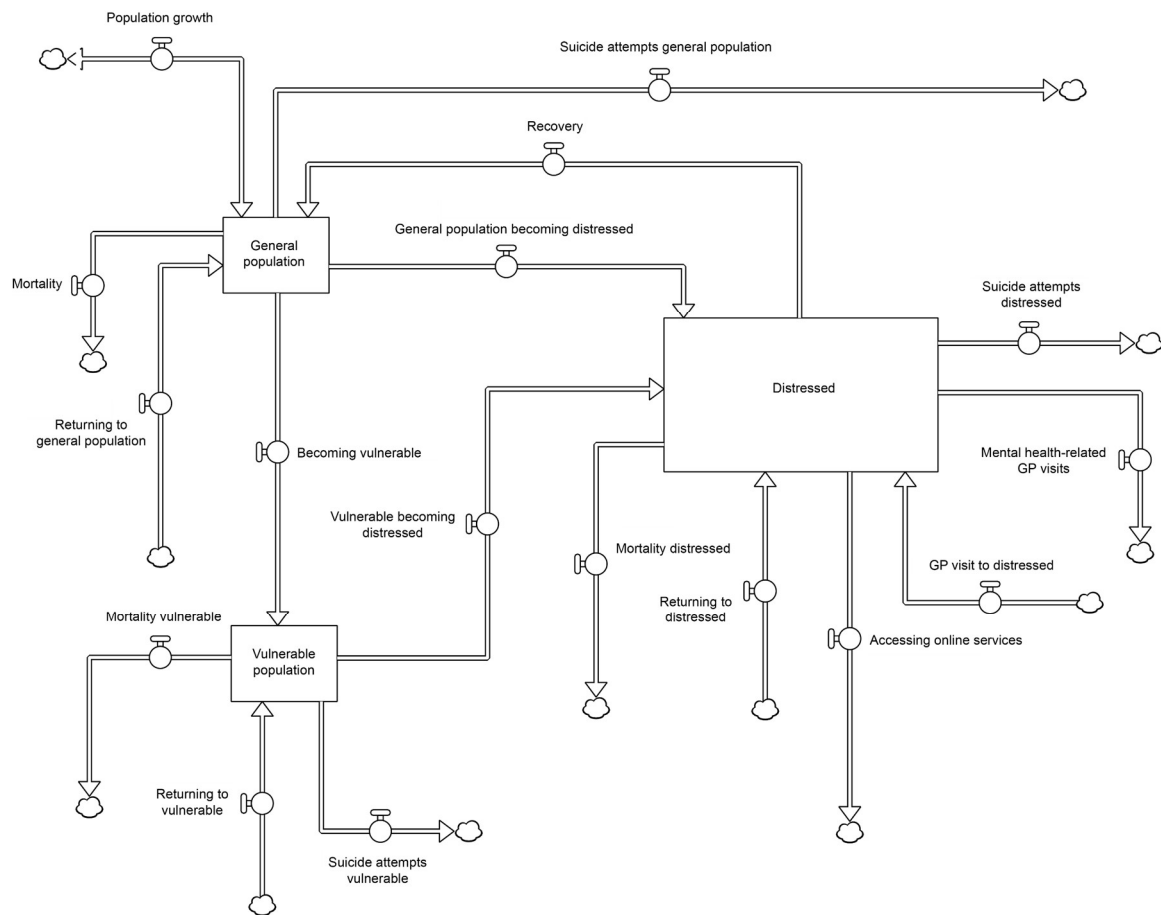 Population growth
Suicide attempts general population
Recovery
General population becoming distressed
General
population
Mortality
Suicide attempts
distressed
Distressed
Returning to
general population
Becoming vulnerable
Mental health-related
GP visits
Vulnerable becoming
distressed
Mortality distressed
GP visit to distressed
Returning to
distressed
Mortality vulnerable
Accessing online services
Vulnerable
population
Returning to
vulnerable
Suicide attempts
vulnerable